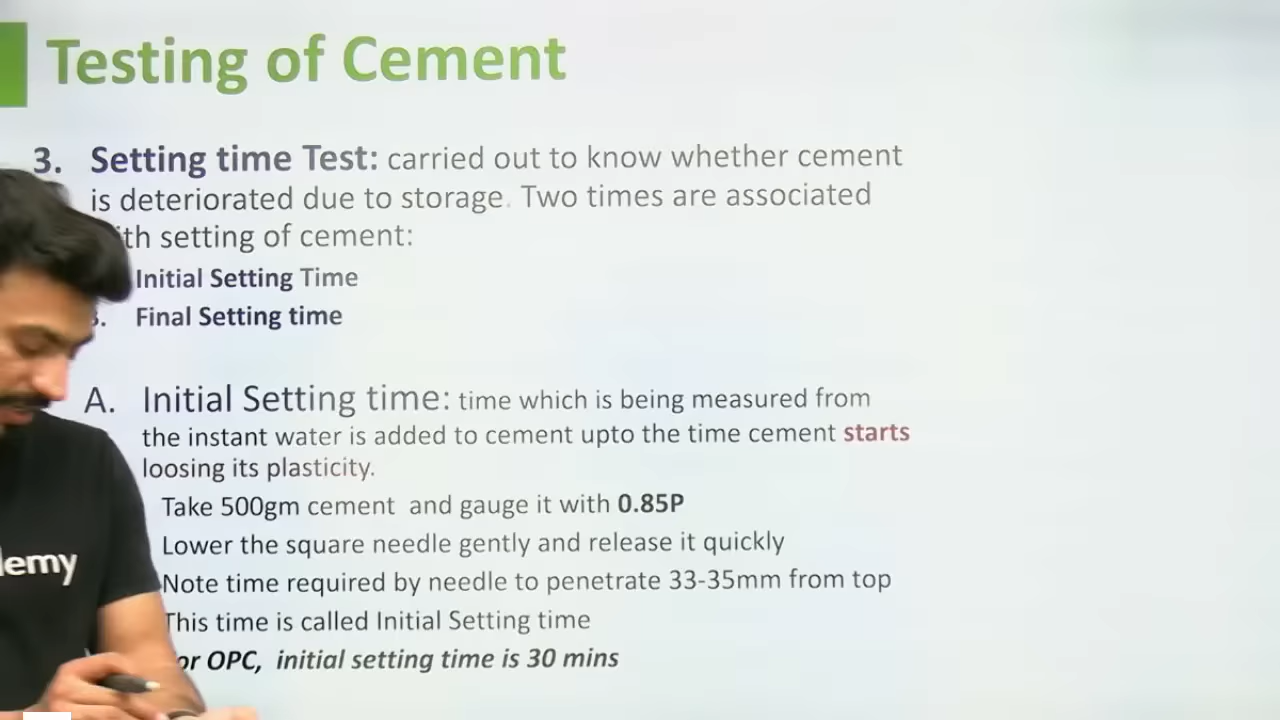 Testing of Cement
3. Setting time Test: carried out to know whether cement
is deteriorated due to storage. Two times are associated
th setting of cement:
Initial Setting Time
Final Setting time
A. Initial Setting time: time which is being measured from
the instant water is added to cement upto the time cement starts
loosing its plasticity.
Take 500gm cement and gauge it with 0.85P
Lower the square needle gently and release it quickly
Note time required by needle to penetrate 33-35mm from top
This time is called Initial Setting time
or OPC, initial setting time is 30 mins
lemy